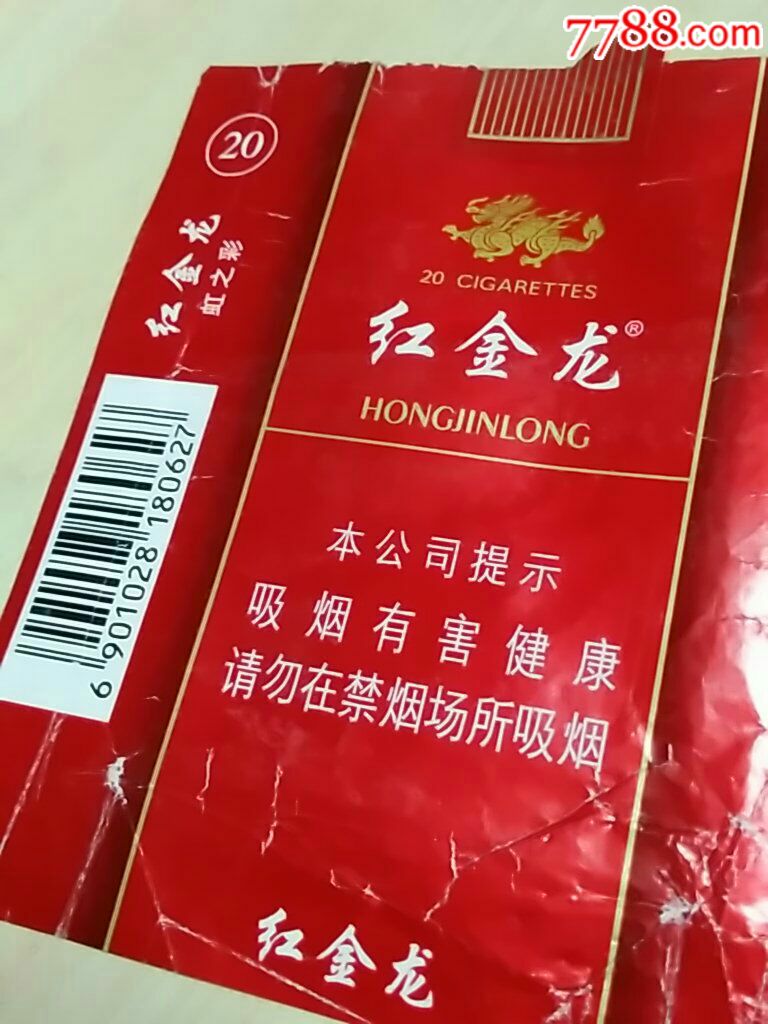 7788.com
20
红金龙
虹之彩
6 901028 180627
20 CIGARETTES
红金龙®
HONGJINLONG
本公司提示
吸烟有害健康
请勿在禁烟场所吸烟
红金龙